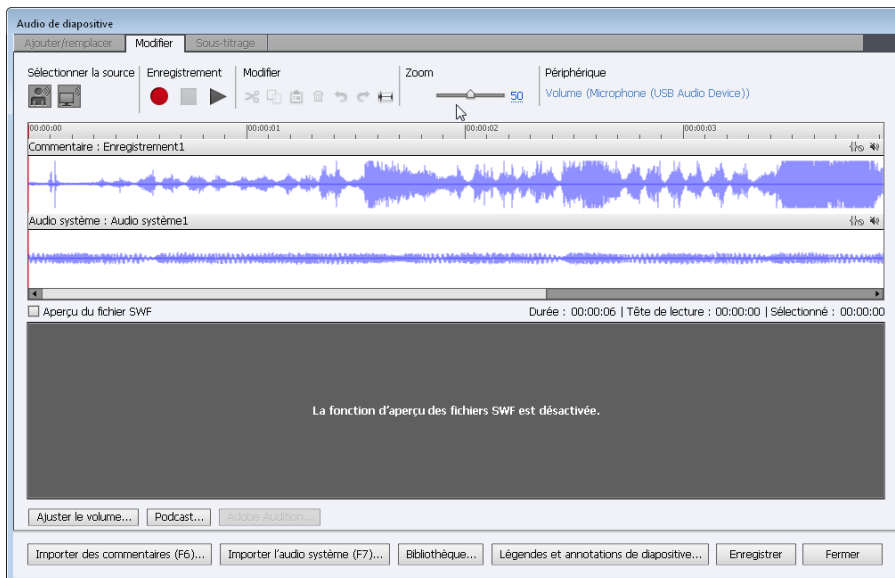 Audio de diapositive
Ajouter/remplacer Modifier Sous-titrage
Sélectionner la source Enregistrement Modifier Zoom Périphérique
50 Volume (Microphone (USB Audio Device))
00:00:00 00:00:01 00:00:02 00:00:03
Commentaire : Enregistrement1
Audio système : Audio système1
Aperçu du fichier SWF Durée : 00:00:06 | Tête de lecture : 00:00:00 | Sélectionné : 00:00:00
La fonction d'aperçu des fichiers SWF est désactivée.
Ajuster le volume... Podcast... Adobe Audition...
Importer des commentaires (F6)... Importer l'audio système (F7)... Bibliothèque... Légendes et annotations de diapositive... Enregistrer Fermer